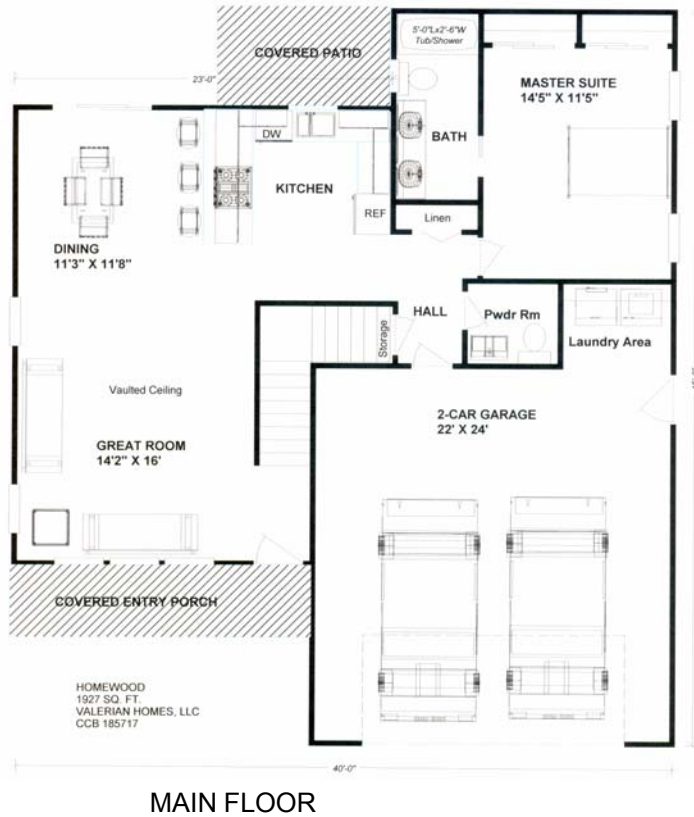 5'-0"Lx2'-6"W
Tub/Shower
COVERED PATIO
23'-0"
MASTER SUITE
14'5" X 11'5"
DW
BATH
KITCHEN
REF
Linen
DINING
11'3" X 11'8"
HALL
Pwdr Rm
Storage
Laundry Area
Vaulted Ceiling
2-CAR GARAGE
22' X 24'
GREAT ROOM
14'2" X 16'
COVERED ENTRY PORCH
HOMEWOOD
1927 SQ. FT.
VALERIAN HOMES, LLC
CCB 185717
40'-0"
MAIN FLOOR